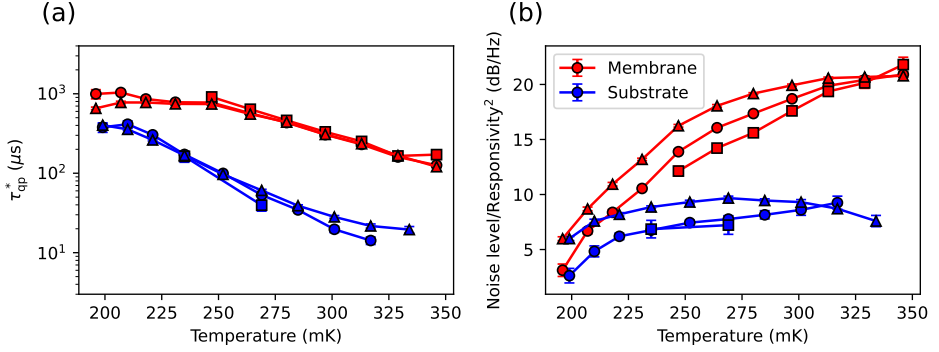 (a)
10³
10²
10¹
τ*qp (μs)
200 225 250 275 300 325 350
Temperature (mK)
(b)
Membrane
Substrate
20
15
10
5
Noise level/Responsivity² (dB/Hz)
200 225 250 275 300 325 350
Temperature (mK)